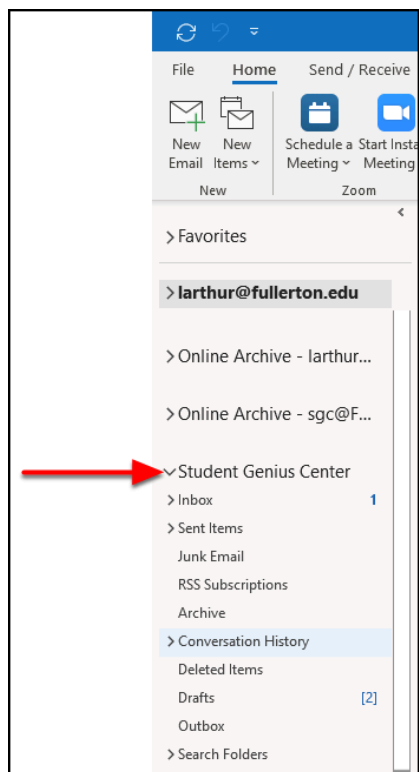 File Home Send / Receive
New Email
New Items
Schedule a Meeting
Start Insta Meeting
New Zoom
Favorites
larthur@fullerton.edu
Online Archive - larthur...
Online Archive - sgc@F...
Student Genius Center
Inbox 1
Sent Items
Junk Email
RSS Subscriptions
Archive
Conversation History
Deleted Items
Drafts [2]
Outbox
Search Folders